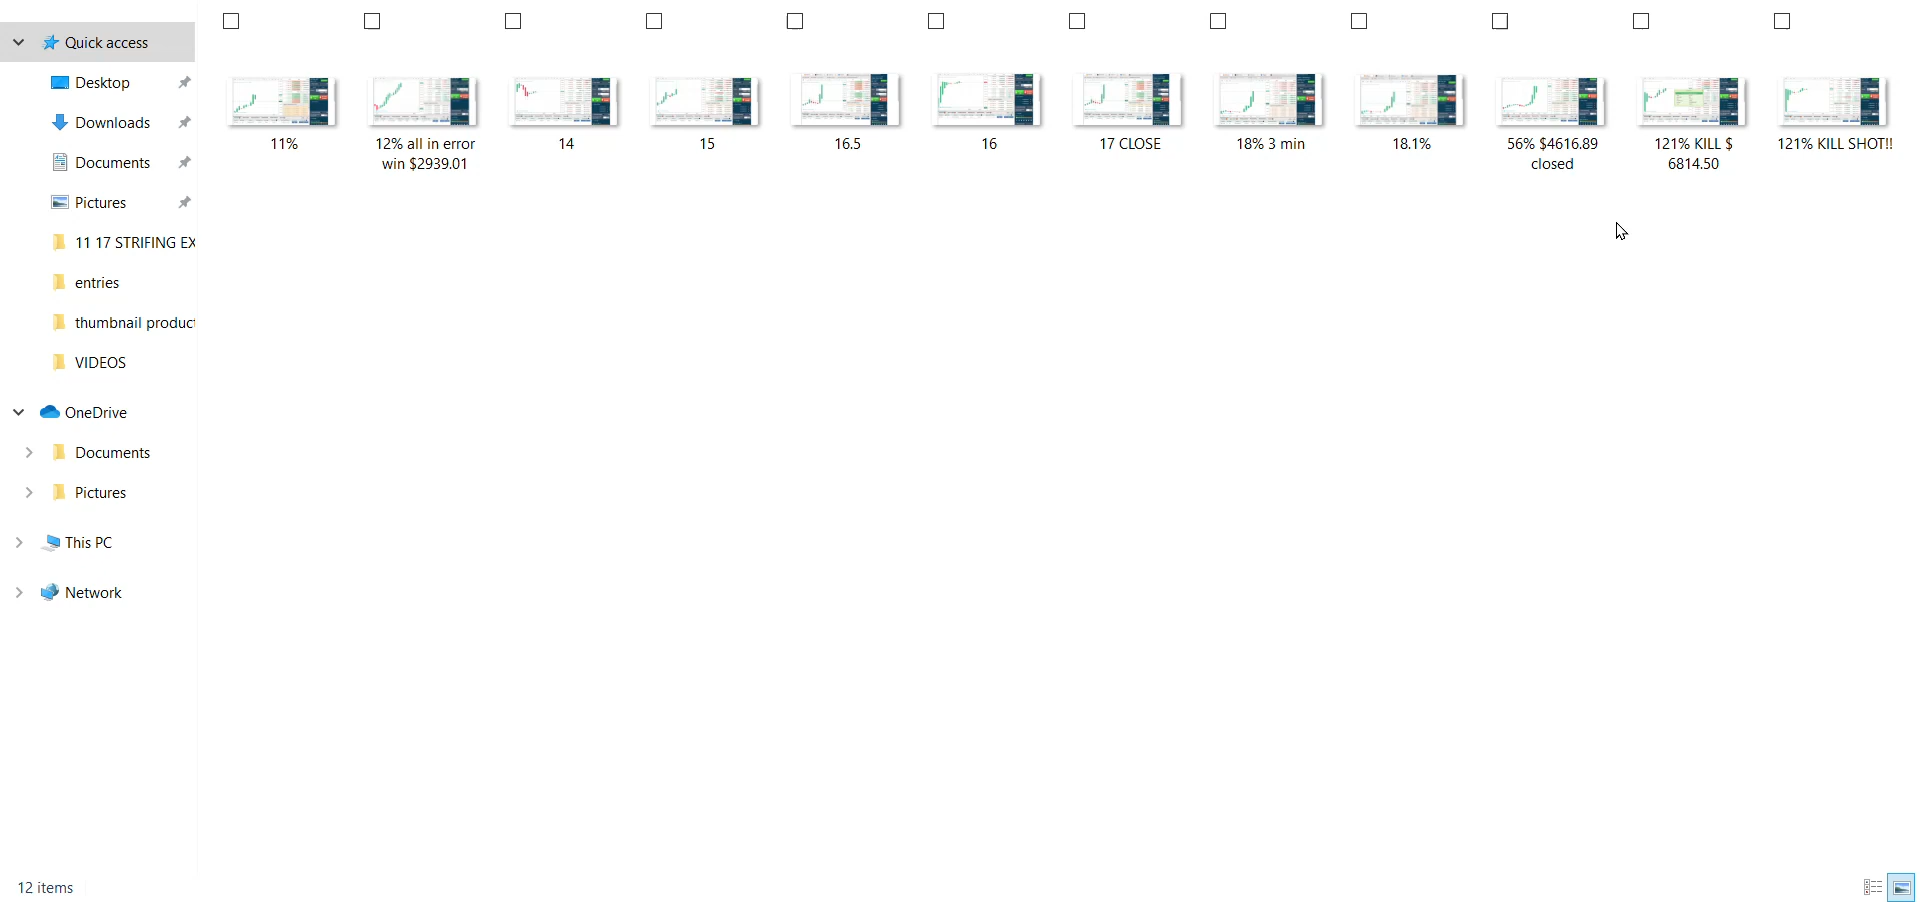 Quick access
Desktop
Downloads
Documents
Pictures
11 17 STRIFING EX
entries
thumbnail product
VIDEOS
OneDrive
Documents
Pictures
This PC
Network
11%
12% all in error
win $2939.01
14
15
16.5
16
17 CLOSE
18% 3 min
18.1%
56% $4616.89
closed
121% KILL $
6814.50
121% KILL SHOT!!
12 items